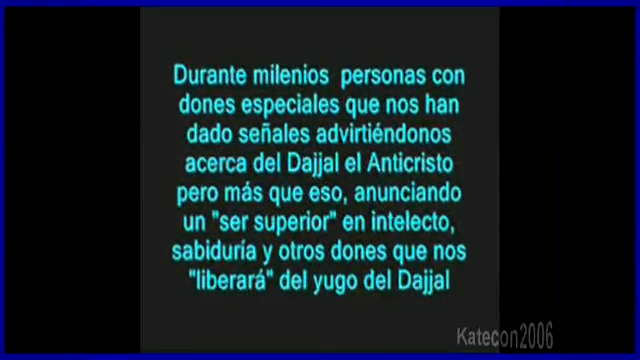 Durante milenios personas con
dones especiales que nos han
dado señales advirtiéndonos
acerca del Dajjal el Anticristo
pero más que eso, anunciando
un "ser superior" en intelecto,
sabiduría y otros dones que nos
"liberará" del yugo del Dajjal
Katecon2006